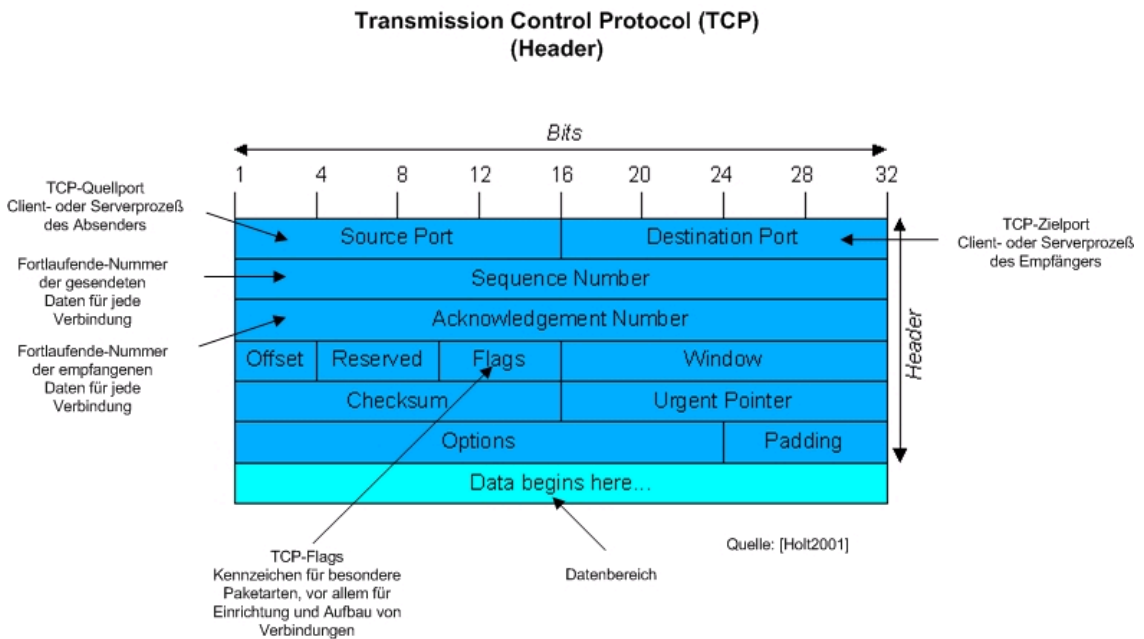 Transmission Control Protocol (TCP)
(Header)
Bits
1 4 8 12 16 20 24 28 32
TCP-Quellport
Client- oder Serverprozeß
des Absenders
Source Port
Destination Port
TCP-Zielport
Client- oder Serverprozeß
des Empfängers
Fortlaufende-Nummer
der gesendeten
Daten für jede
Verbindung
Sequence Number
Acknowledgement Number
Fortlaufende-Nummer
der empfangenen
Daten für jede
Verbindung
Offset
Reserved
Flags
Window
Header
Checksum
Urgent Pointer
Options
Padding
Data begins here...
TCP-Flags
Kennzeichen für besondere
Paketarten, vor allem für
Einrichtung und Aufbau von
Verbindungen
Datenbereich
Quelle: [Holt2001]